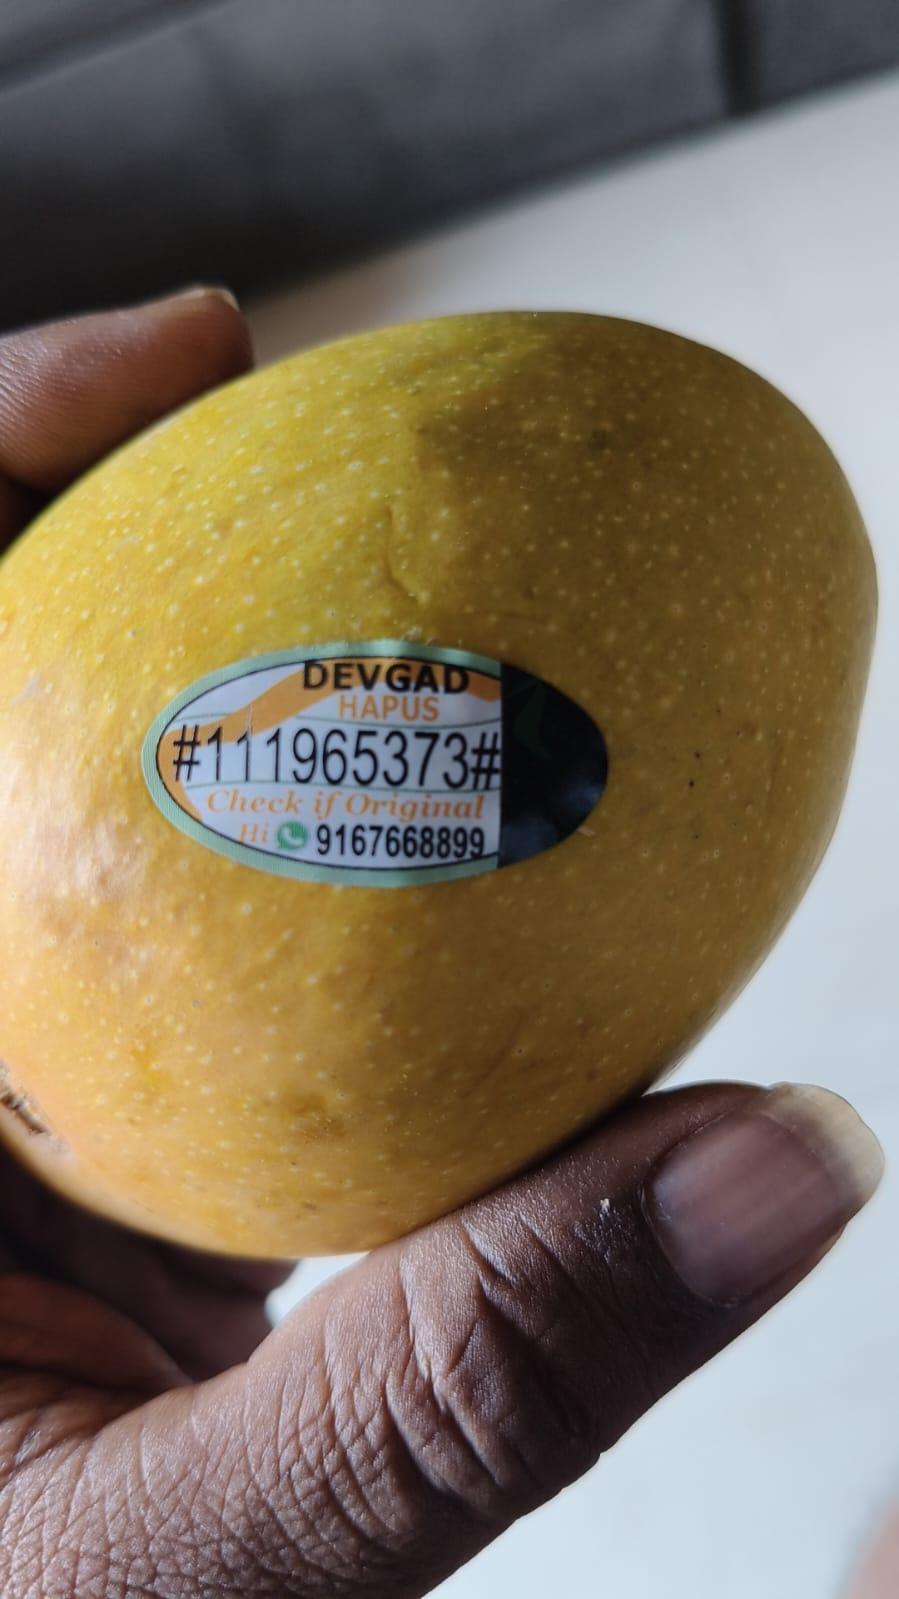 DEVGAD
HAPUS
#111965373#
Check if Original
Hi 9167668899